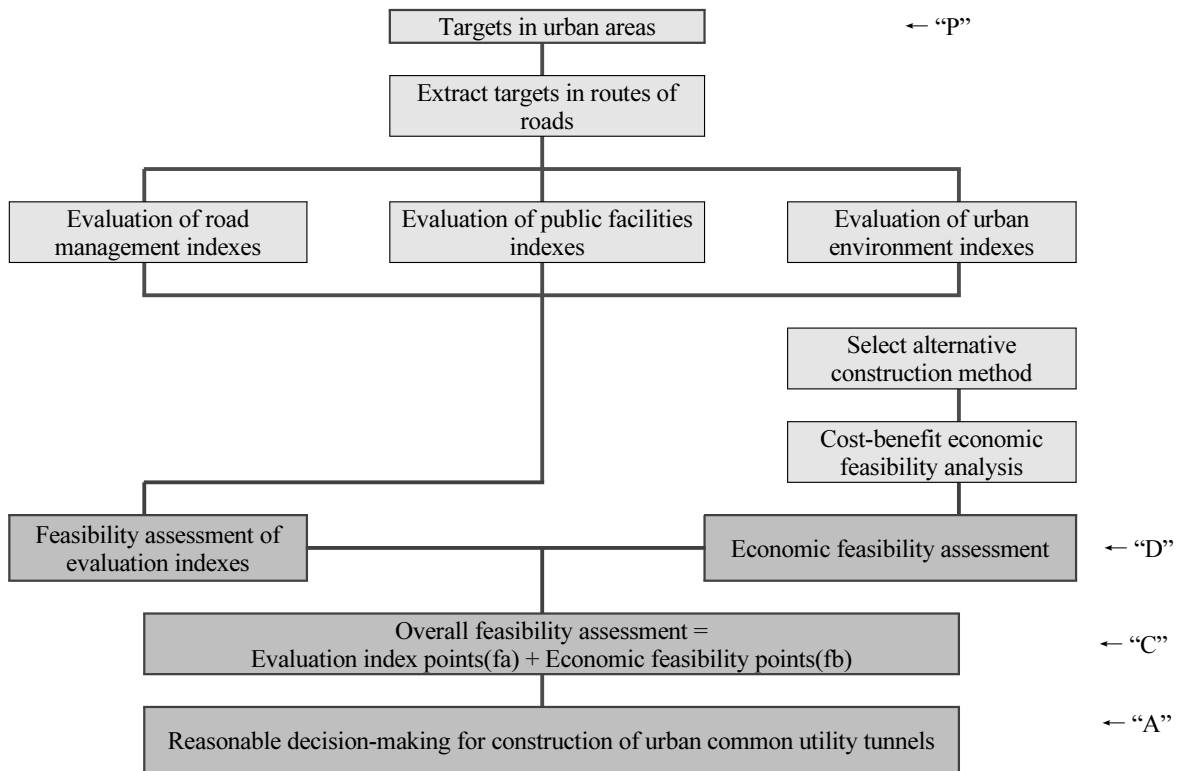 Targets in urban areas
← “P”
Extract targets in routes of
roads
Evaluation of road
management indexes
Evaluation of public facilities
indexes
Evaluation of urban
environment indexes
Select alternative
construction method
Cost-benefit economic
feasibility analysis
Feasibility assessment of
evaluation indexes
Economic feasibility assessment
← “D”
Overall feasibility assessment =
Evaluation index points(fa) + Economic feasibility points(fb)
← “C”
Reasonable decision-making for construction of urban common utility tunnels
← “A”